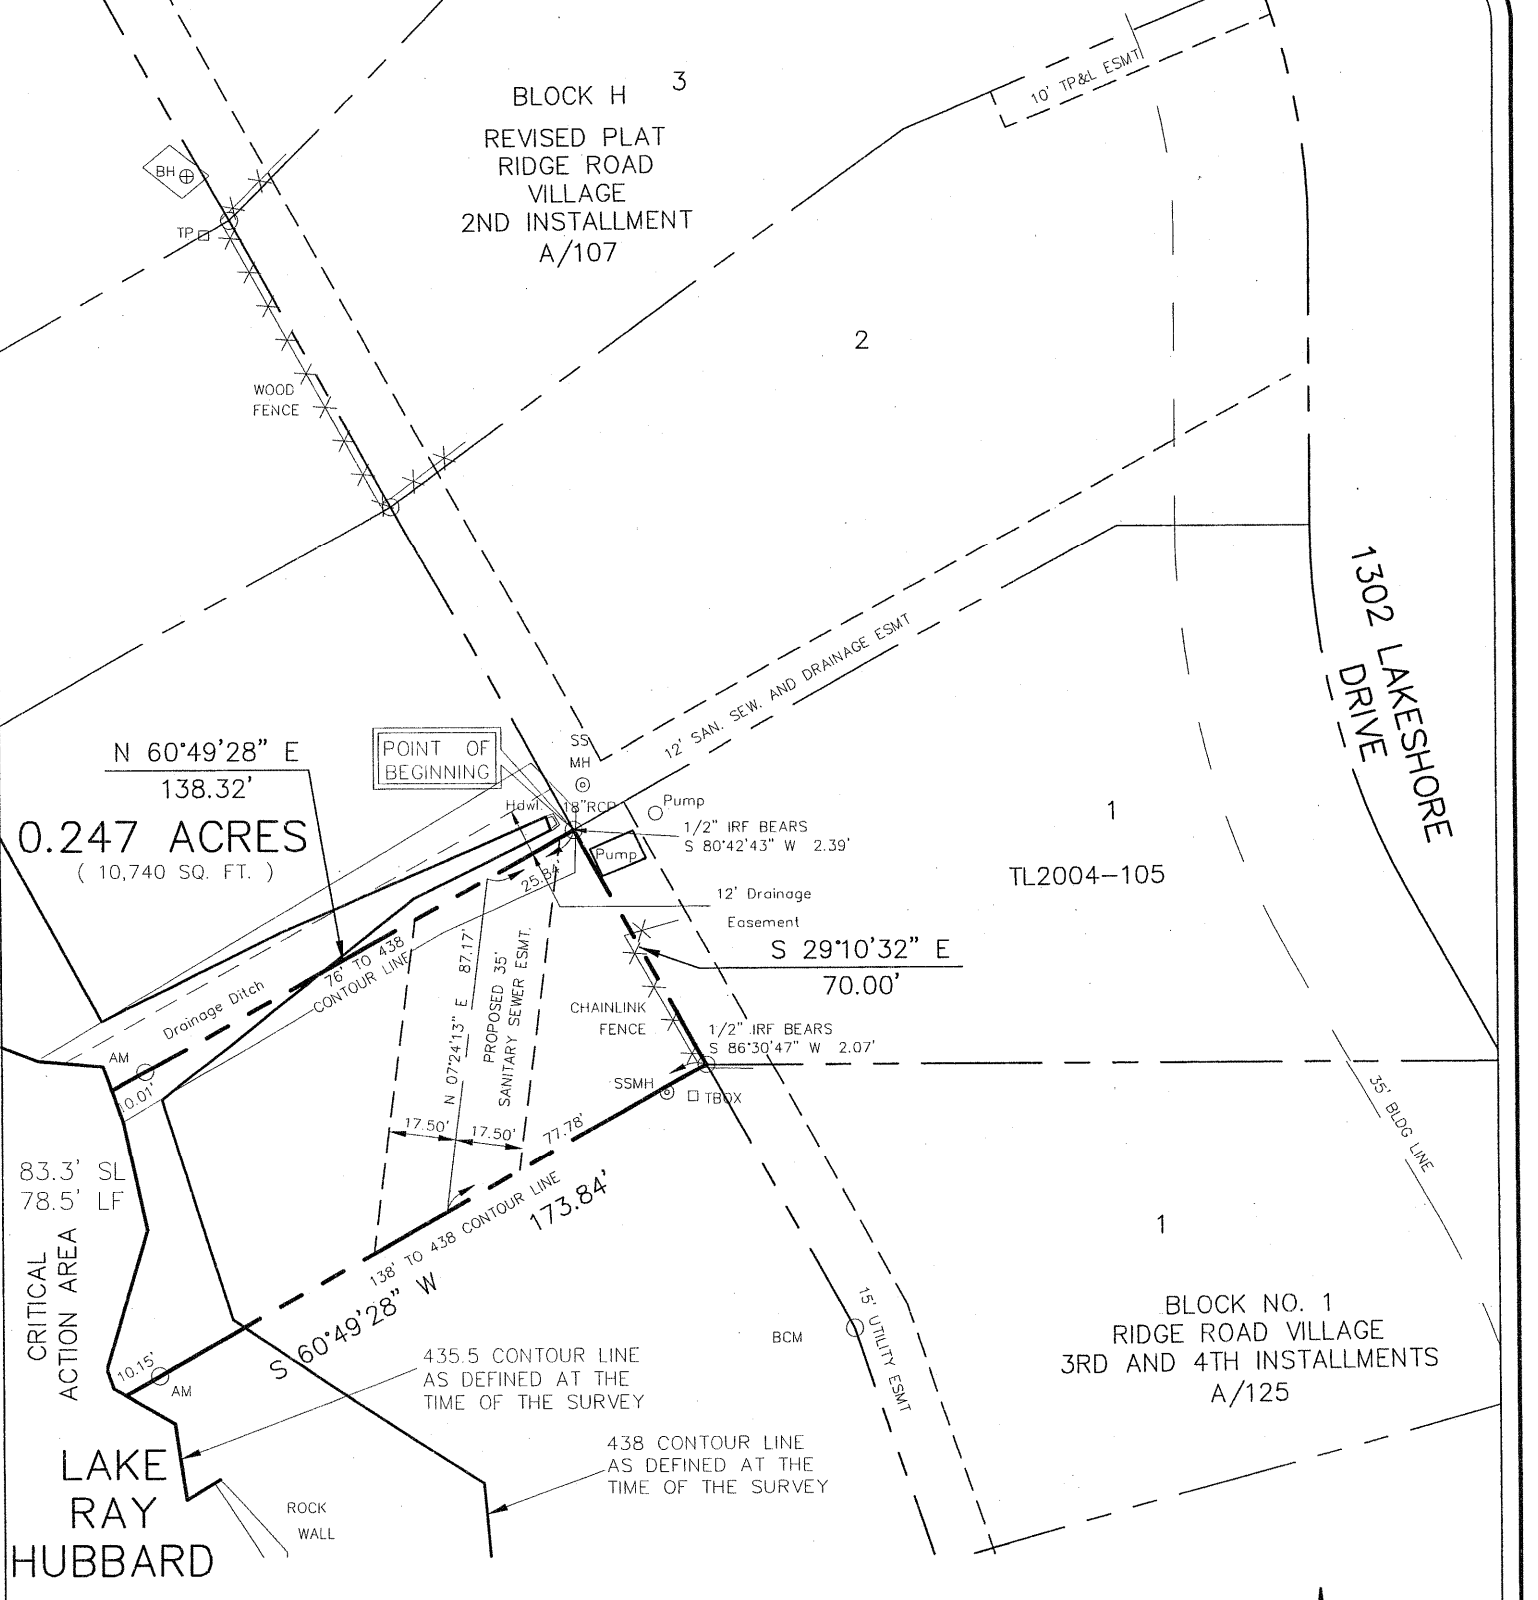 10' TP&L ESMT
3
BLOCK H
REVISED PLAT
RIDGE ROAD
VILLAGE
2ND INSTALLMENT
A/107
BH
TP
2
WOOD
FENCE
1302 LAKESHORE
DRIVE
12' SAN. SEW. AND DRAINAGE ESMT
N 60°49'28" E
138.32'
0.247 ACRES
( 10,740 SQ. FT. )
POINT OF
BEGINNING
SS
MH
Hdwl.
18"RCP
Pump
1/2" IRF BEARS
S 80°42'43" W 2.39'
Pump
25.84'
12' Drainage
Easement
1
TL2004-105
S 29°10'32" E
70.00'
76' TO 438
CONTOUR LINE
Drainage Ditch
N 07°24'13" E 87.17'
PROPOSED 35'
SANITARY SEWER ESMT.
CHAINLINK
FENCE
1/2" IRF BEARS
S 86°30'47" W 2.07'
AM
10.01'
SSMH
TBOX
17.50'
17.50'
77.78'
35' BLDG LINE
83.3' SL
78.5' LF
CRITICAL
ACTION AREA
138' TO 438 CONTOUR LINE
173.84'
S 60°49'28" W
10.15'
AM
1
BLOCK NO. 1
RIDGE ROAD VILLAGE
3RD AND 4TH INSTALLMENTS
A/125
15' UTILITY ESMT
BCM
435.5 CONTOUR LINE
AS DEFINED AT THE
TIME OF THE SURVEY
438 CONTOUR LINE
AS DEFINED AT THE
TIME OF THE SURVEY
LAKE
RAY
HUBBARD
ROCK
WALL